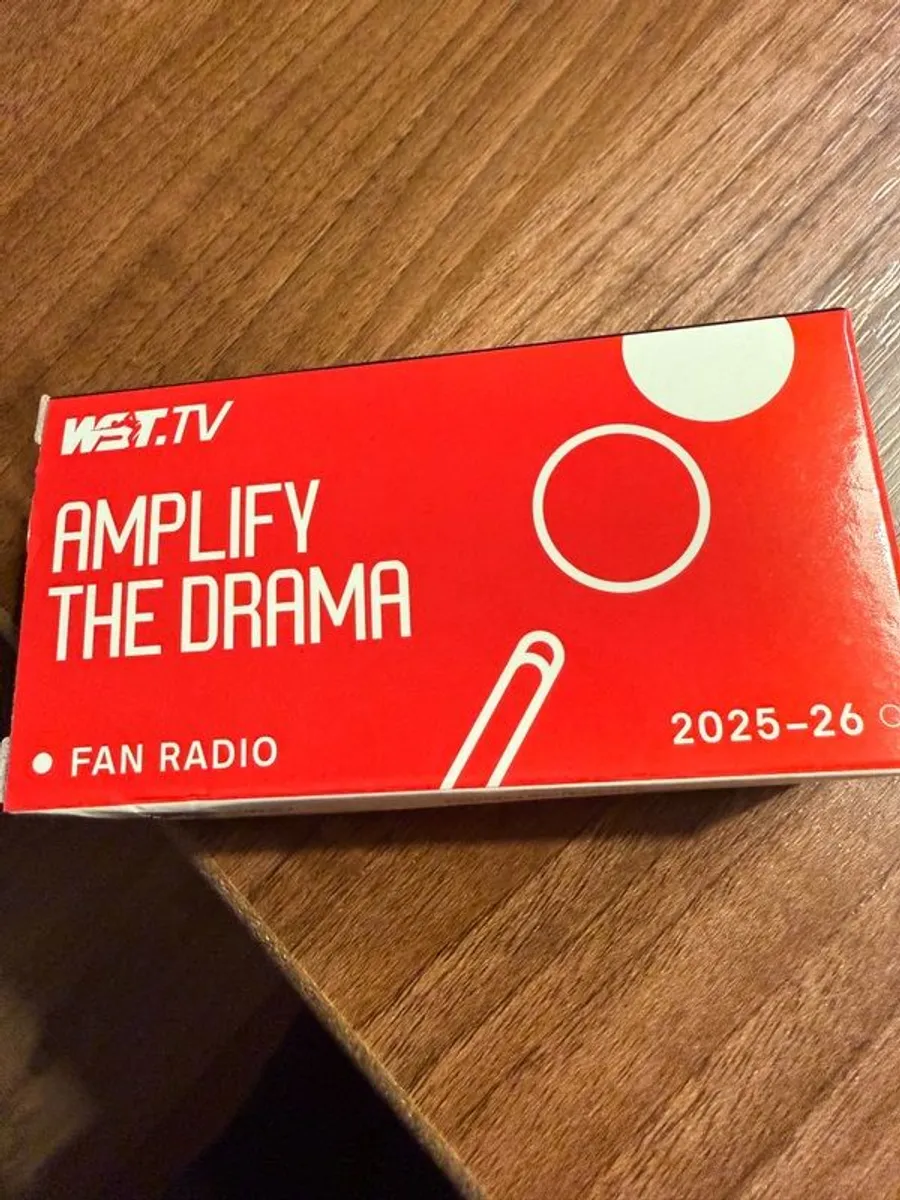 WST.TV
AMPLIFY
THE DRAMA
FAN RADIO
2025–26